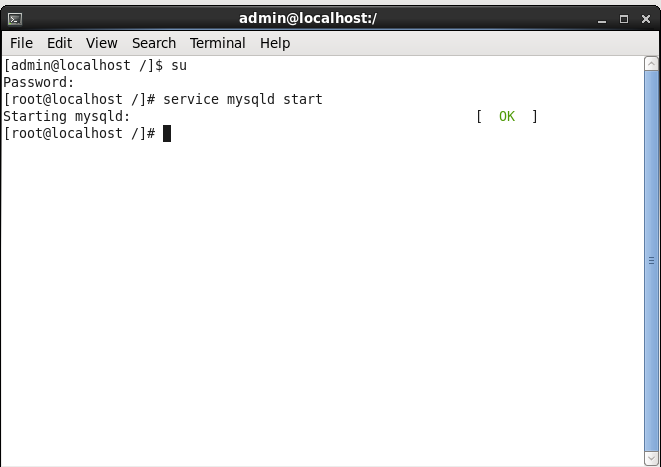 admin@localhost:/
File Edit View Search Terminal Help
[admin@localhost /]$ su
Password:
[root@localhost /]# service mysqld start
Starting mysqld: [ OK ]
[root@localhost /]#